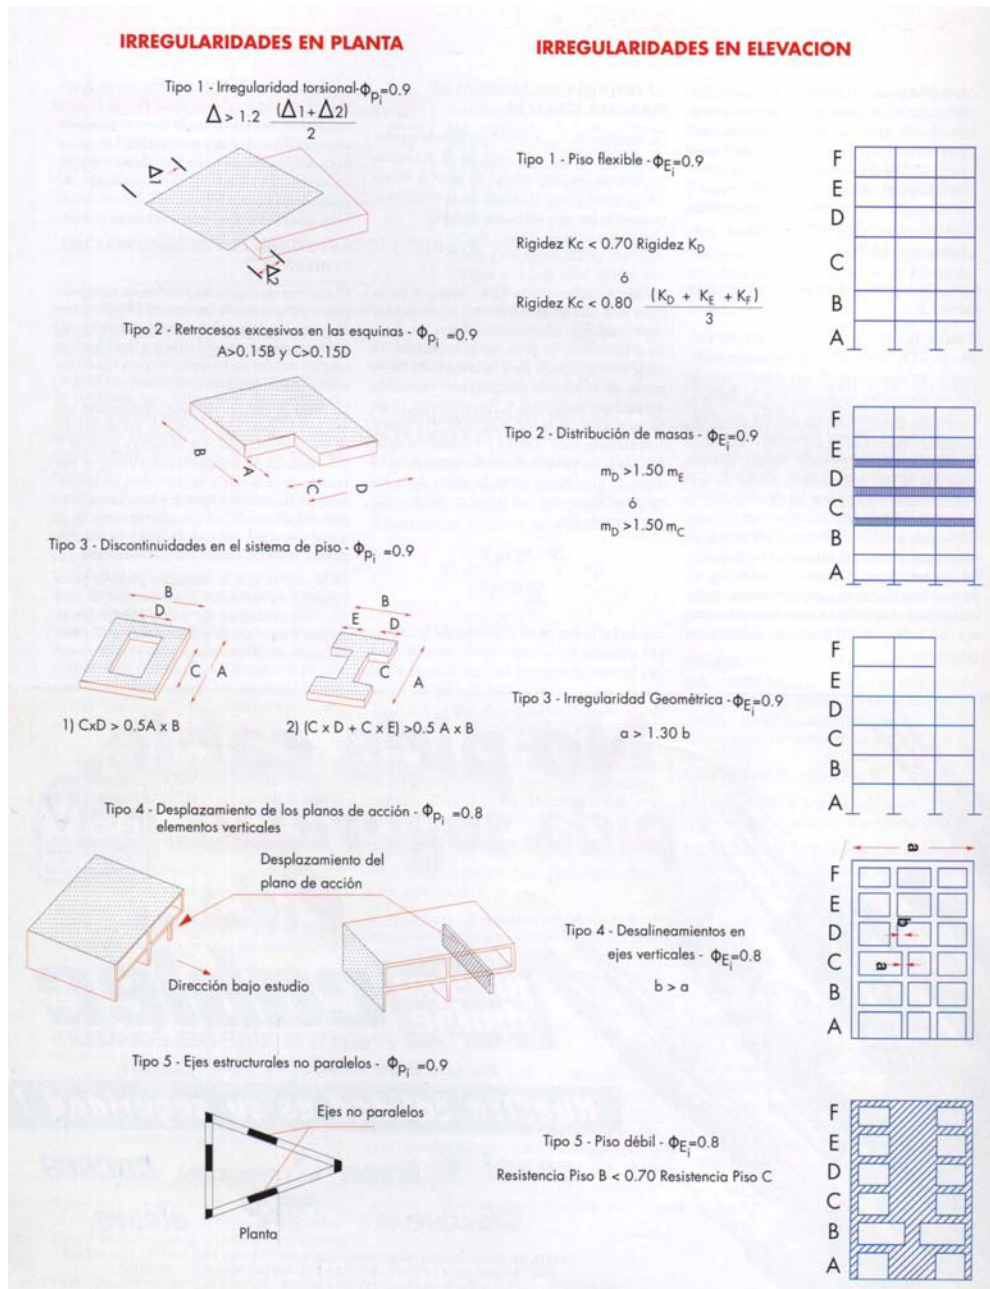 IRREGULARIDADES EN PLANTA
Tipo 1 - Irregularidad torsional-Φpi=0.9
Δ > 1.2 (Δ1+Δ2)
2
Δ1
Δ2
Tipo 2 - Retrocesos excesivos en las esquinas - Φpi =0.9
A>0.15B y C>0.15D
B
A
C
D
Tipo 3 - Discontinuidades en el sistema de piso - Φpi =0.9
B
D
C
A
B
E
D
C
A
1) CxD > 0.5A x B
2) (C x D + C x E) >0.5 A x B
Tipo 4 - Desplazamiento de los planos de acción - Φpi =0.8
elementos verticales
Desplazamiento del
plano de acción
Dirección bajo estudio
Tipo 5 - Ejes estructurales no paralelos - Φpi =0.9
Ejes no paralelos
Planta
IRREGULARIDADES EN ELEVACION
Tipo 1 - Piso flexible - ΦEi=0.9
Rigidez Kc < 0.70 Rigidez KD
ó
Rigidez Kc < 0.80 (KD + KE + KF)
3
F
E
D
C
B
A
Tipo 2 - Distribución de masas - ΦEi=0.9
mD >1.50 mE
ó
mD >1.50 mC
F
E
D
C
B
A
Tipo 3 - Irregularidad Geométrica -ΦEi=0.9
a > 1.30 b
F
E
D
C
B
A
a
Tipo 4 - Desalineamientos en
ejes verticales - ΦEi=0.8
b > a
F
E
D
C
B
A
b
a
Tipo 5 - Piso débil - ΦEi=0.8
Resistencia Piso B < 0.70 Resistencia Piso C
F
E
D
C
B
A